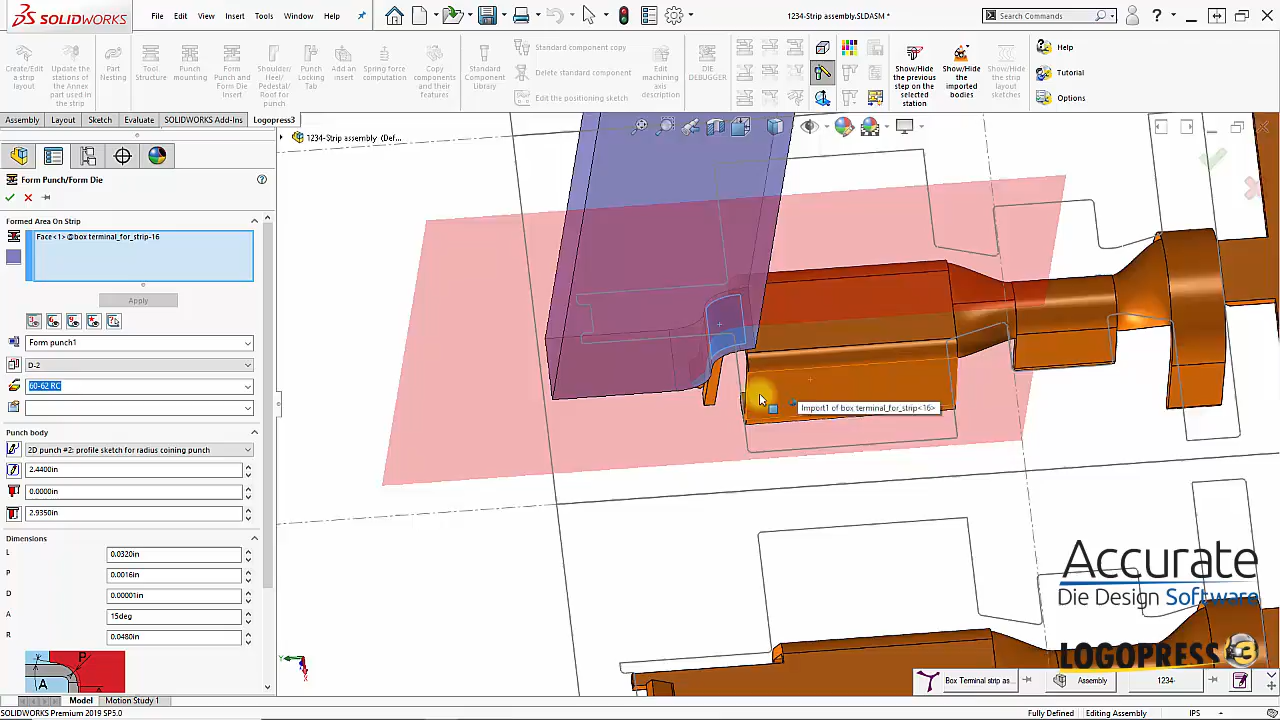 SOLIDWORKS
File Edit View Insert Tools Window Help
1234-Strip assembly.SLDASM *
Search Commands
?
Create/Edit a strip layout
Update the stations of the Annex part used in the strip
Part Nesting
Tool Structure
Punch Mounting
Form Punch and Form Die Insert
Shoulder/Heel/Pedestal/Roof for punch
Punch Locking Tab
Add an insert
Spring force computation
Copy components and their features
Standard Component Library
Standard component copy
Delete standard component
Edit the positioning sketch
Edit machining axis description
DIE DEBUGGER
Show/Hide the previous step on the selected station
Show/Hide the imported bodies
Show/Hide the strip layout sketches
Help
Tutorial
Options
Assembly Layout Sketch Evaluate SOLIDWORKS Add-Ins Logopress3
1234-Strip assembly (Def...
Form Punch/Form Die
Formed Area On Strip
Face<1>@box terminal_for_strip-16
Apply
Form punch1
D-2
60-62 RC
Punch body
2D punch #2: profile sketch for radius coining punch
2.4400in
0.0000in
2.9350in
Dimensions
L 0.0320in
P 0.0016in
D 0.00001in
A 15deg
R 0.0480in
P
A
Import1 of box terminal_for_strip<16>
Accurate
Die Design Software
LOGOPRESS 3
Box Terminal strip as...
Assembly
1234-
Model Motion Study 1
SOLIDWORKS Premium 2019 SP5.0
Fully Defined Editing Assembly IPS